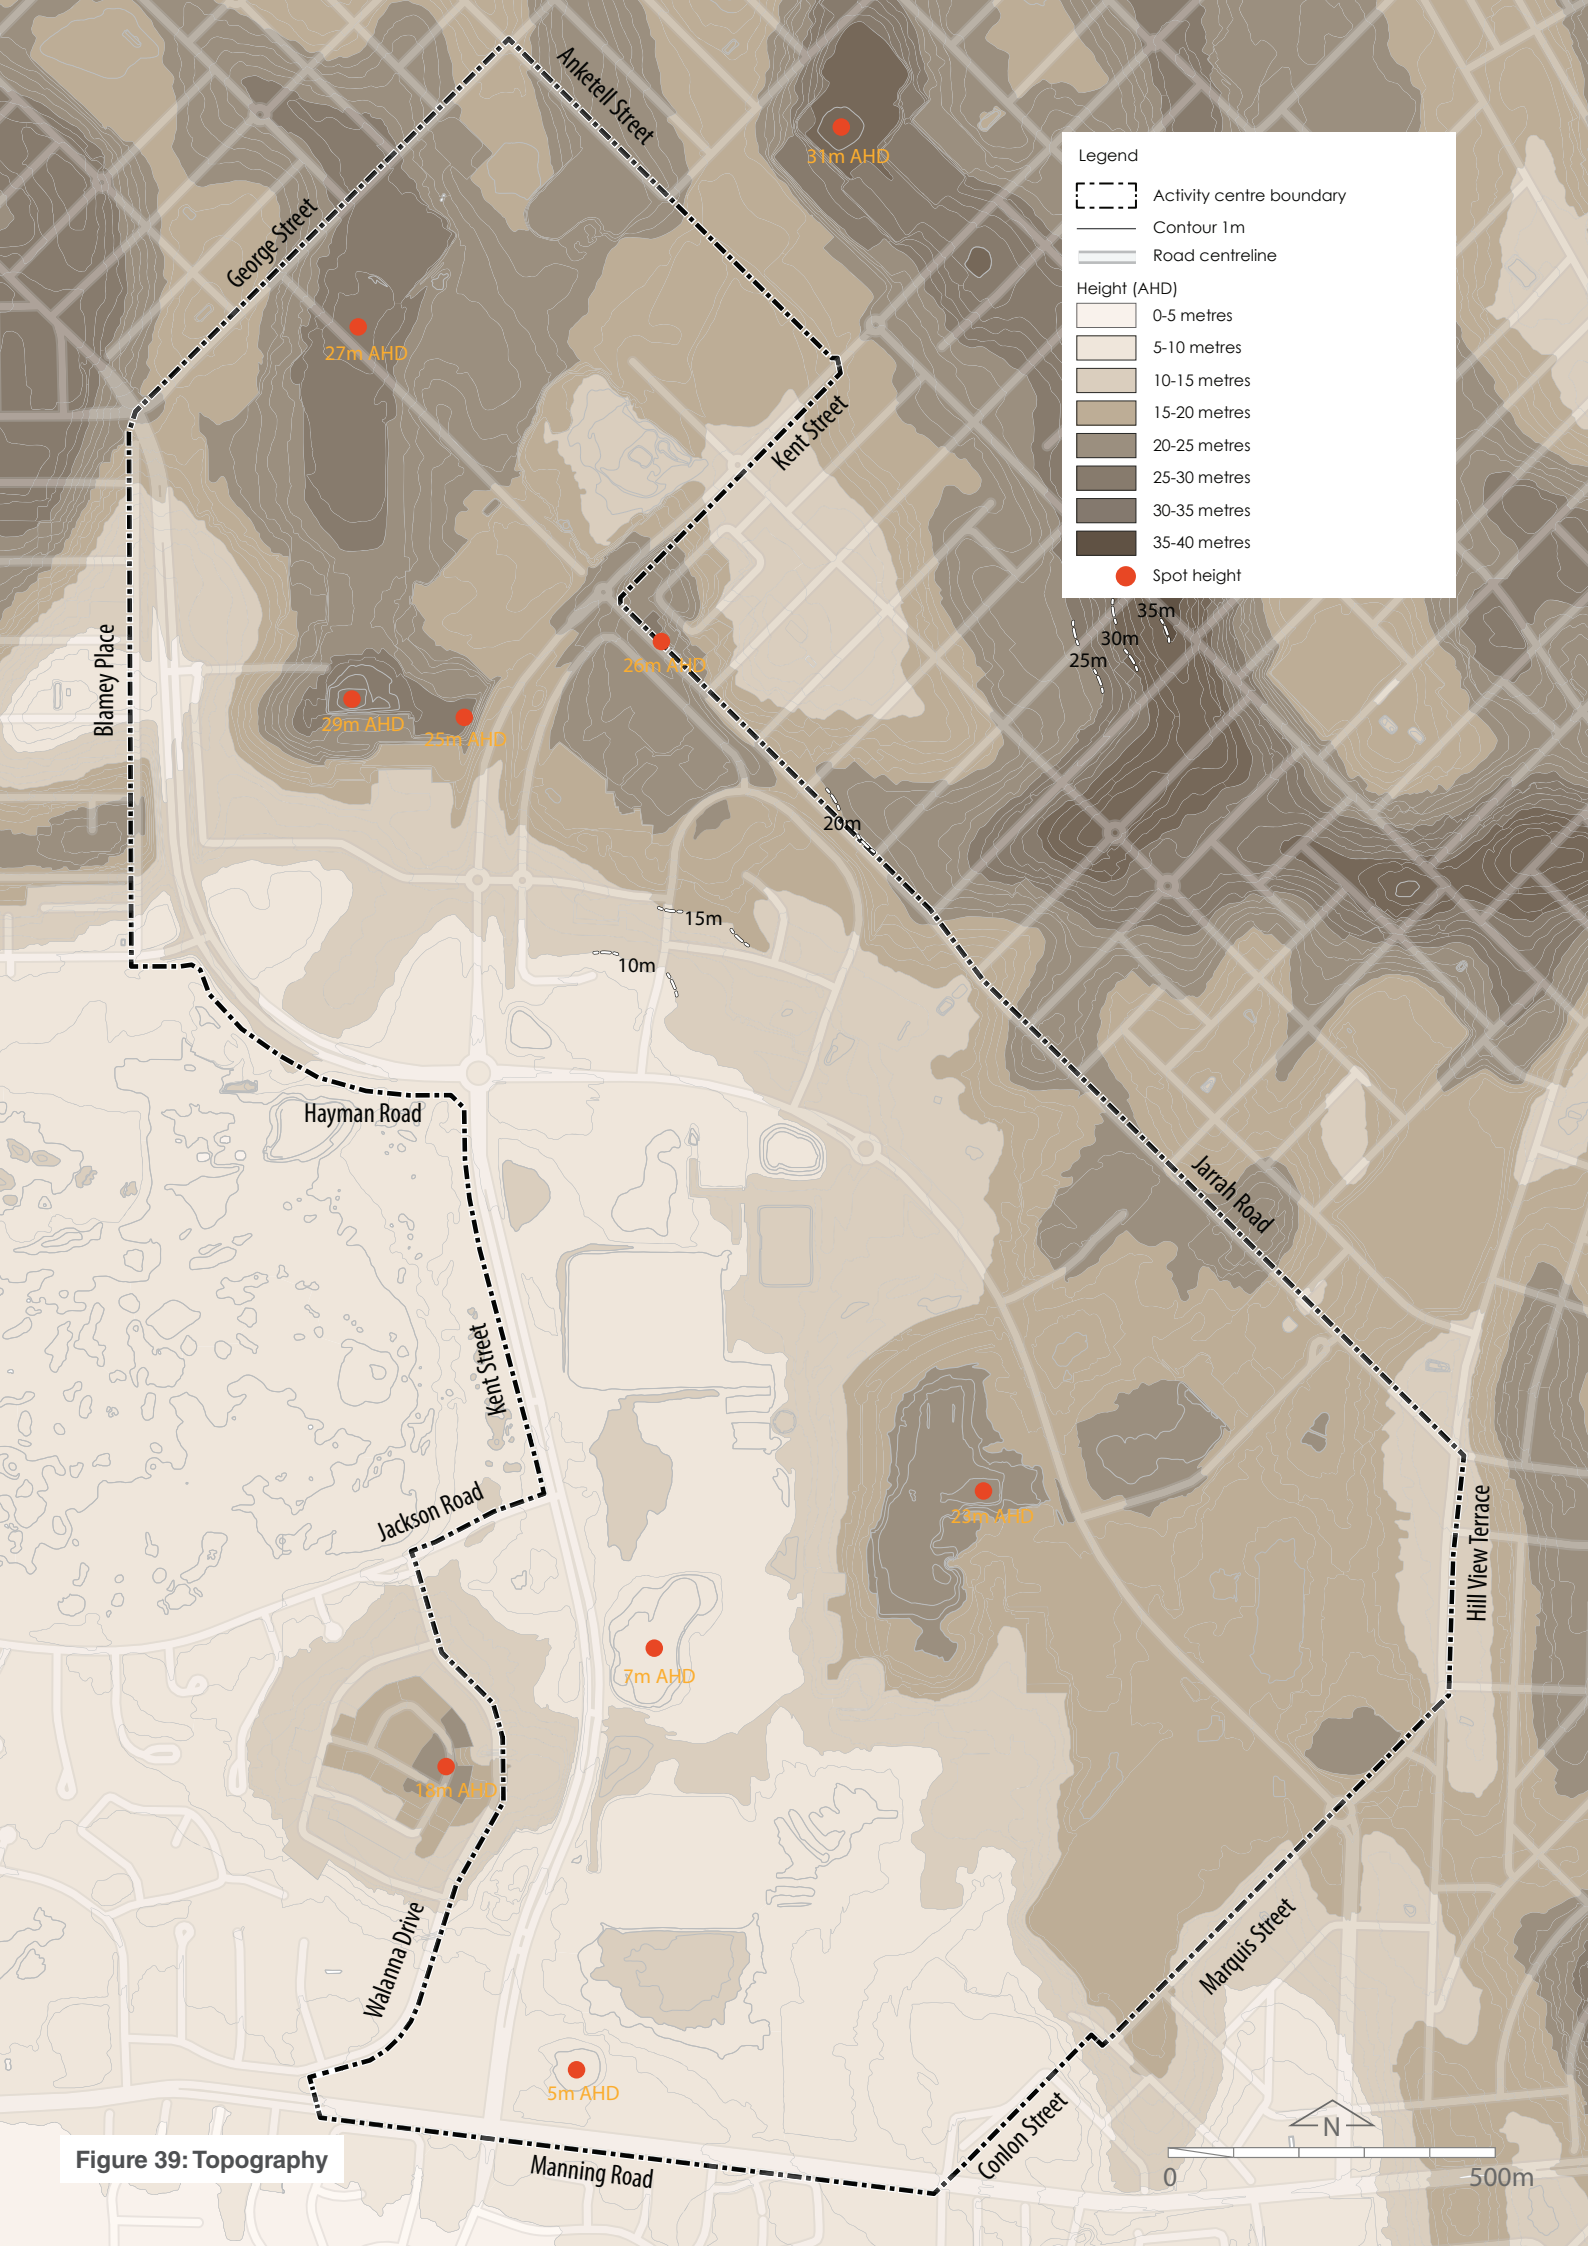 Anketell Street
George Street
31m AHD
Legend
Activity centre boundary
Contour 1m
Road centreline
Height (AHD)
0-5 metres
5-10 metres
10-15 metres
15-20 metres
20-25 metres
25-30 metres
30-35 metres
35-40 metres
Spot height
27m AHD
Kent Street
35m
30m
25m
26m AHD
Blamey Place
29m AHD
25m AHD
20m
15m
10m
Hayman Road
Jarrah Road
Kent Street
Jackson Road
23m AHD
Hill View Terrace
7m AHD
18m AHD
Walanna Drive
Marquis Street
5m AHD
Conlon Street
Manning Road
N
0
500m
Figure 39: Topography